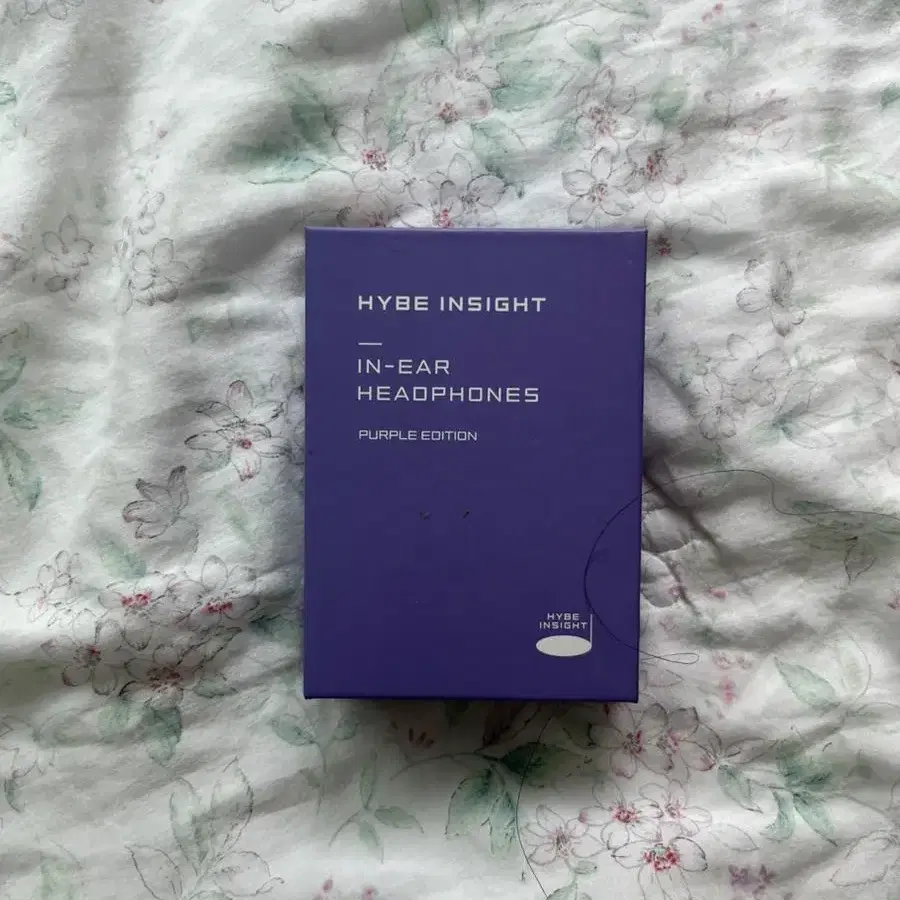 HYBE INSIGHT
IN-EAR
HEADPHONES
PURPLE EDITION
HYBE
INSIGHT